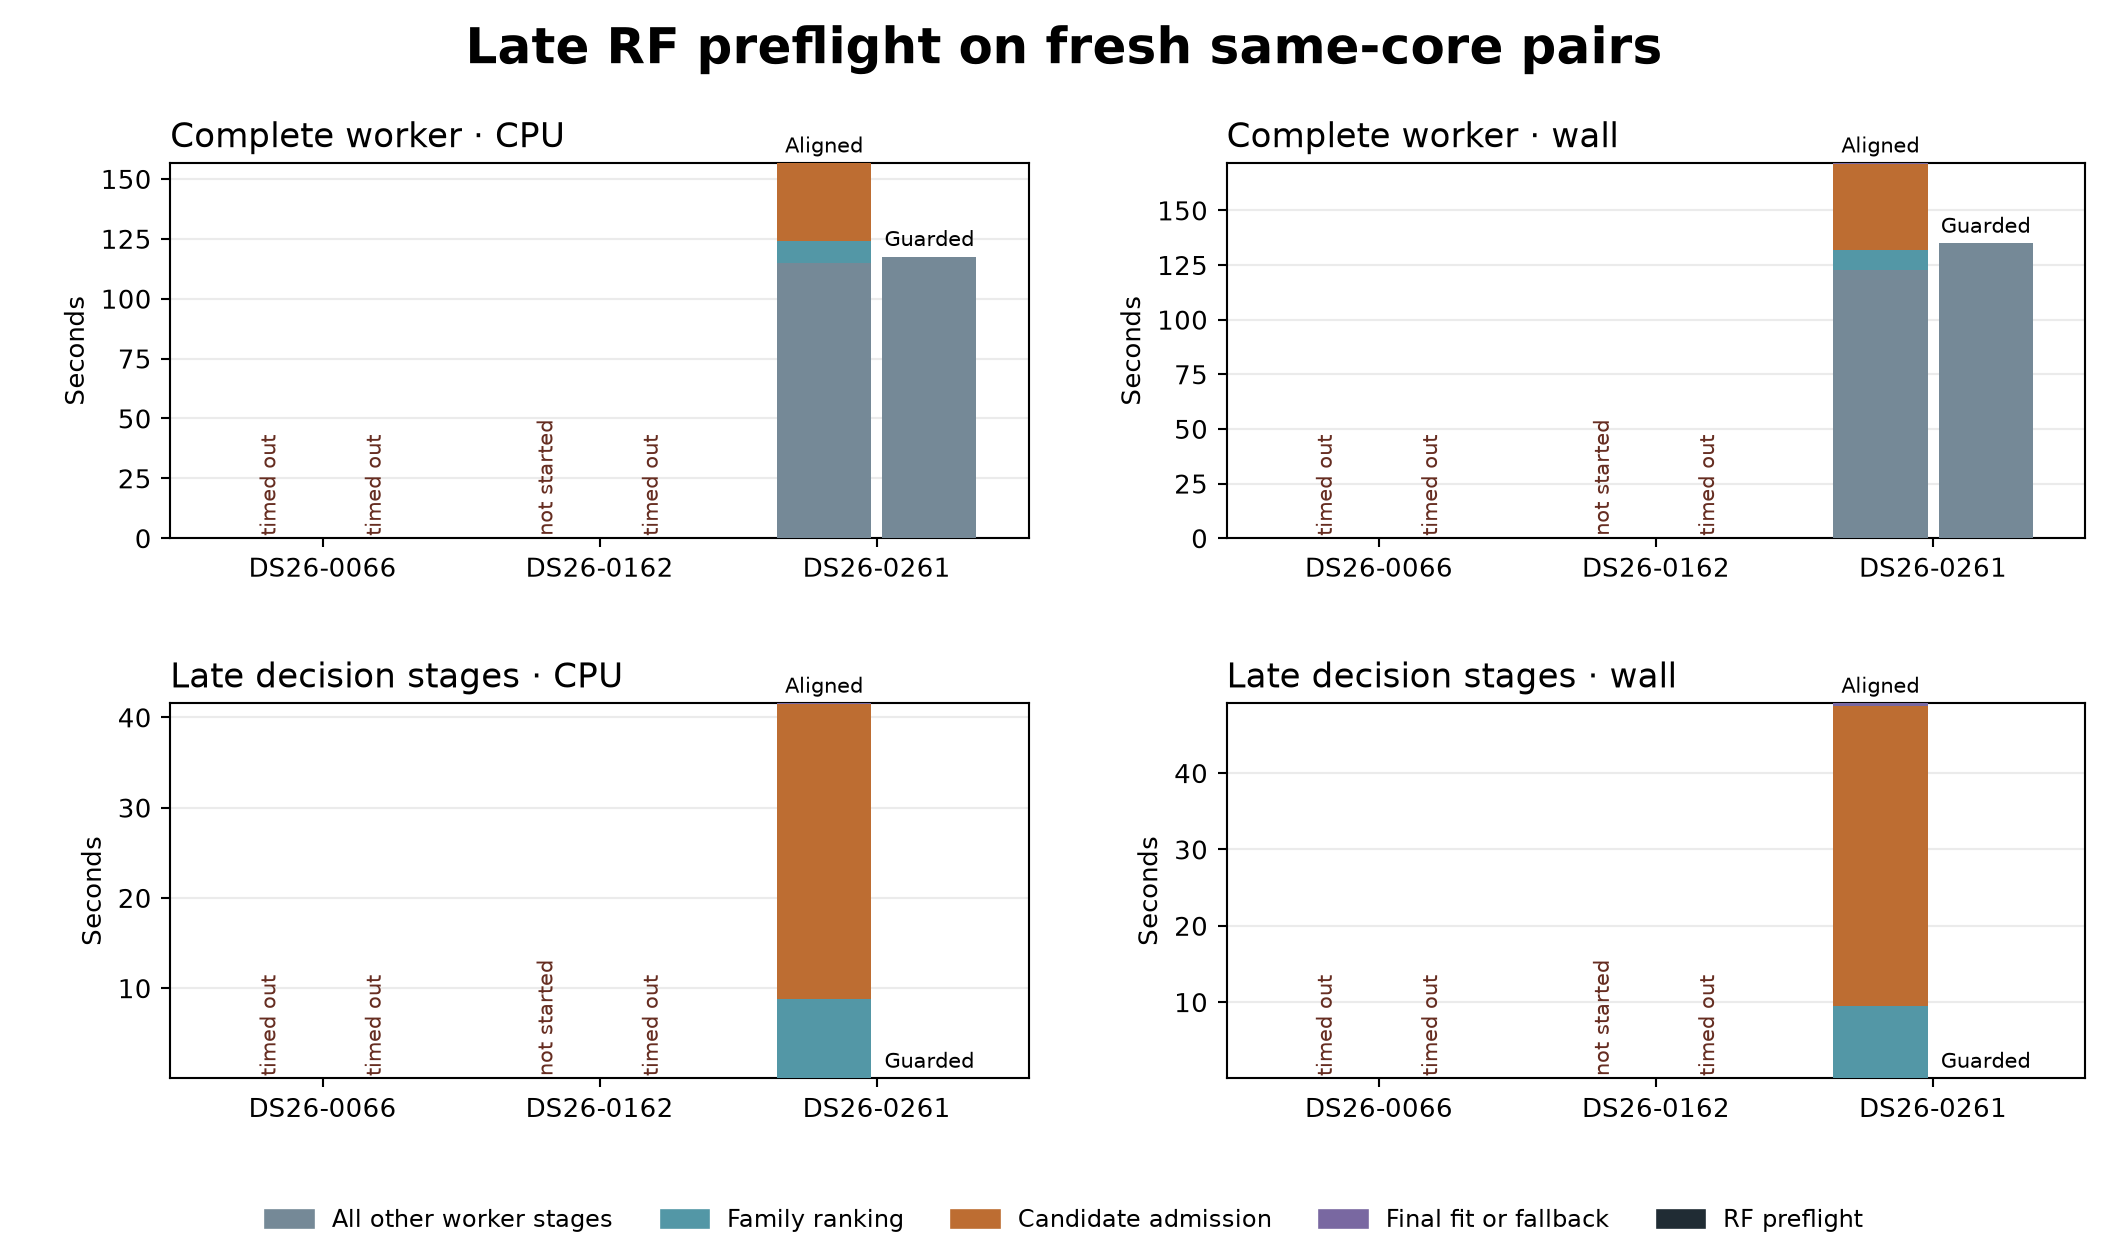 Late RF preflight on fresh same-core pairs
Complete worker · CPU
Aligned
Guarded
150
125
100
75
50
25
0
Seconds
timed out
timed out
not started
timed out
DS26-0066
DS26-0162
DS26-0261
Complete worker · wall
Aligned
Guarded
150
125
100
75
50
25
0
Seconds
timed out
timed out
not started
timed out
DS26-0066
DS26-0162
DS26-0261
Late decision stages · CPU
Aligned
Guarded
40
30
20
10
Seconds
timed out
timed out
not started
timed out
DS26-0066
DS26-0162
DS26-0261
Late decision stages · wall
Aligned
Guarded
40
30
20
10
Seconds
timed out
timed out
not started
timed out
DS26-0066
DS26-0162
DS26-0261
All other worker stages
Family ranking
Candidate admission
Final fit or fallback
RF preflight